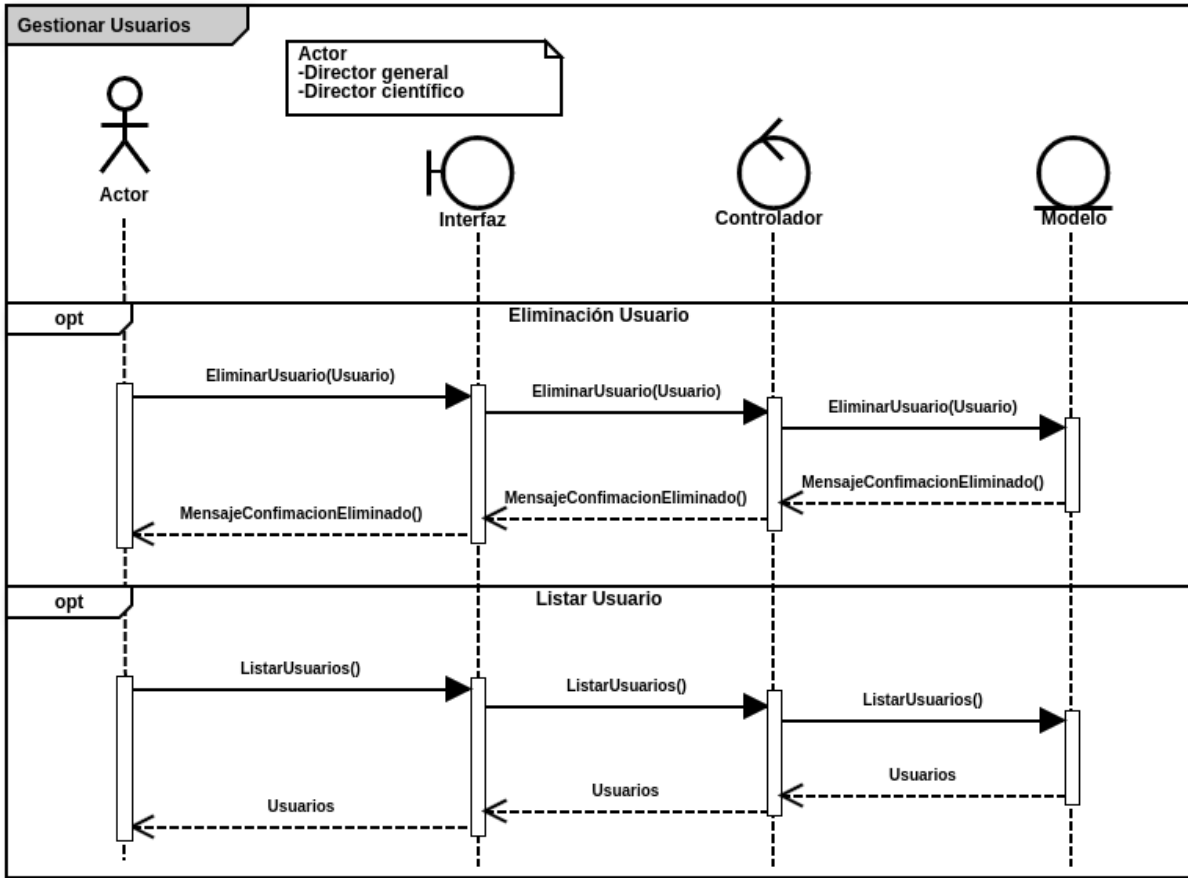 Gestionar Usuarios
Actor
-Director general
-Director científico
Actor
Interfaz
Controlador
Modelo
opt
Eliminación Usuario
EliminarUsuario(Usuario)
EliminarUsuario(Usuario)
EliminarUsuario(Usuario)
MensajeConfimacionEliminado()
MensajeConfimacionEliminado()
MensajeConfimacionEliminado()
opt
Listar Usuario
ListarUsuarios()
ListarUsuarios()
ListarUsuarios()
Usuarios
Usuarios
Usuarios